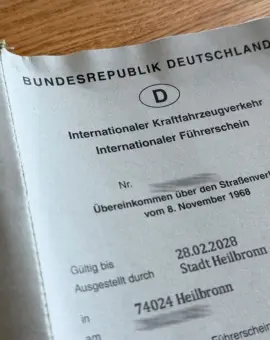 BUNDESREPUBLIK DEUTSCHLAND
D
Internationaler Kraftfahrzeugverkehr
Internationaler Führerschein
Nr.
Übereinkommen über den Straßenverk
vom 8. November 1968
Gültig bis 28.02.2028
Ausgestellt durch Stadt Heilbronn
in 74024 Heilbronn
am
Führerschein